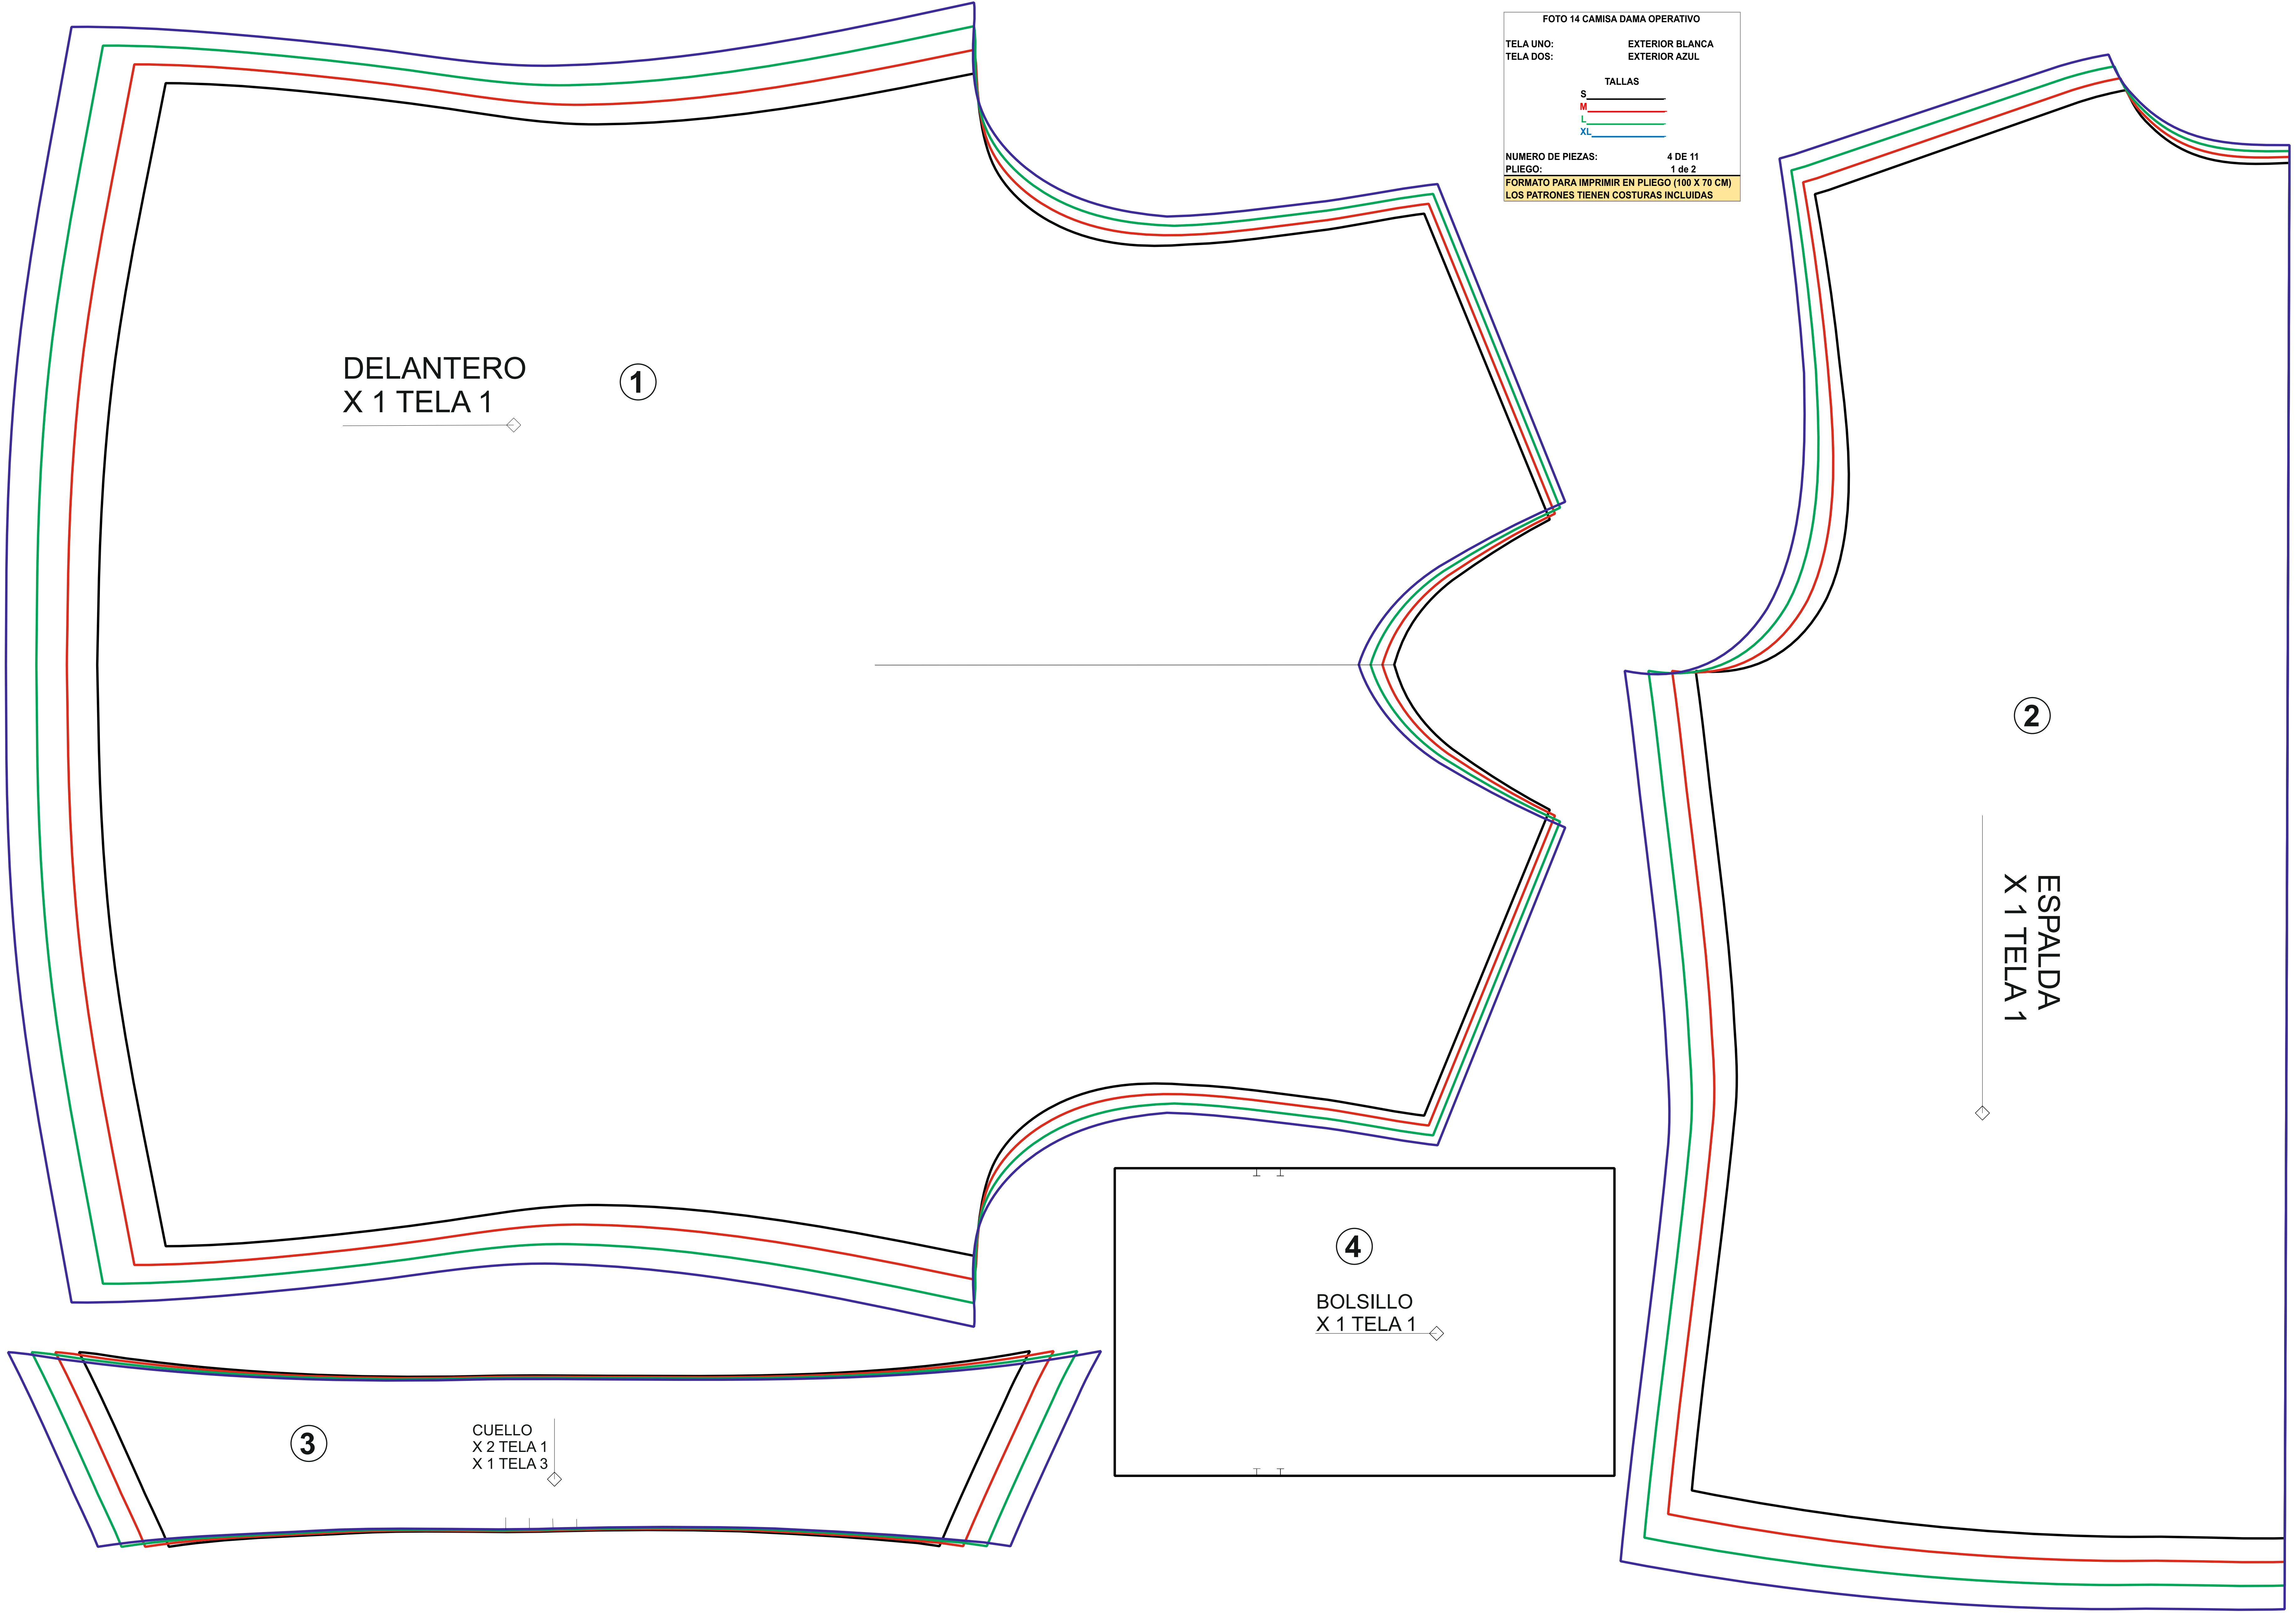 FOTO 14 CAMISA DAMA OPERATIVO
TELA UNO: EXTERIOR BLANCA
TELA DOS: EXTERIOR AZUL
TALLAS
S
M
L
XL
NUMERO DE PIEZAS: 4 DE 11
PLIEGO: 1 de 2
FORMATO PARA IMPRIMIR EN PLIEGO (100 X 70 CM)
LOS PATRONES TIENEN COSTURAS INCLUIDAS
DELANTERO
X 1 TELA 1
1
2
ESPALDA
X 1 TELA 1
3
CUELLO
X 2 TELA 1
X 1 TELA 3
4
BOLSILLO
X 1 TELA 1